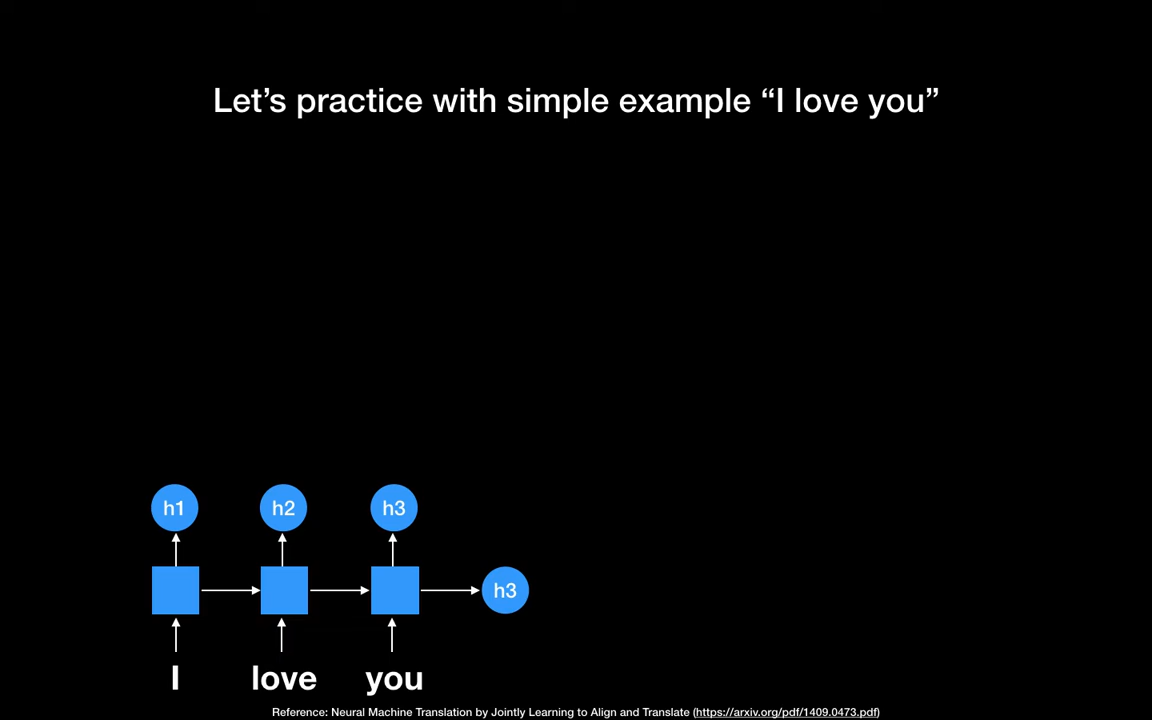 Let’s practice with simple example “I love you”
h1 h2 h3
h3
I love you
Reference: Neural Machine Translation by Jointly Learning to Align and Translate (https://arxiv.org/pdf/1409.0473.pdf)